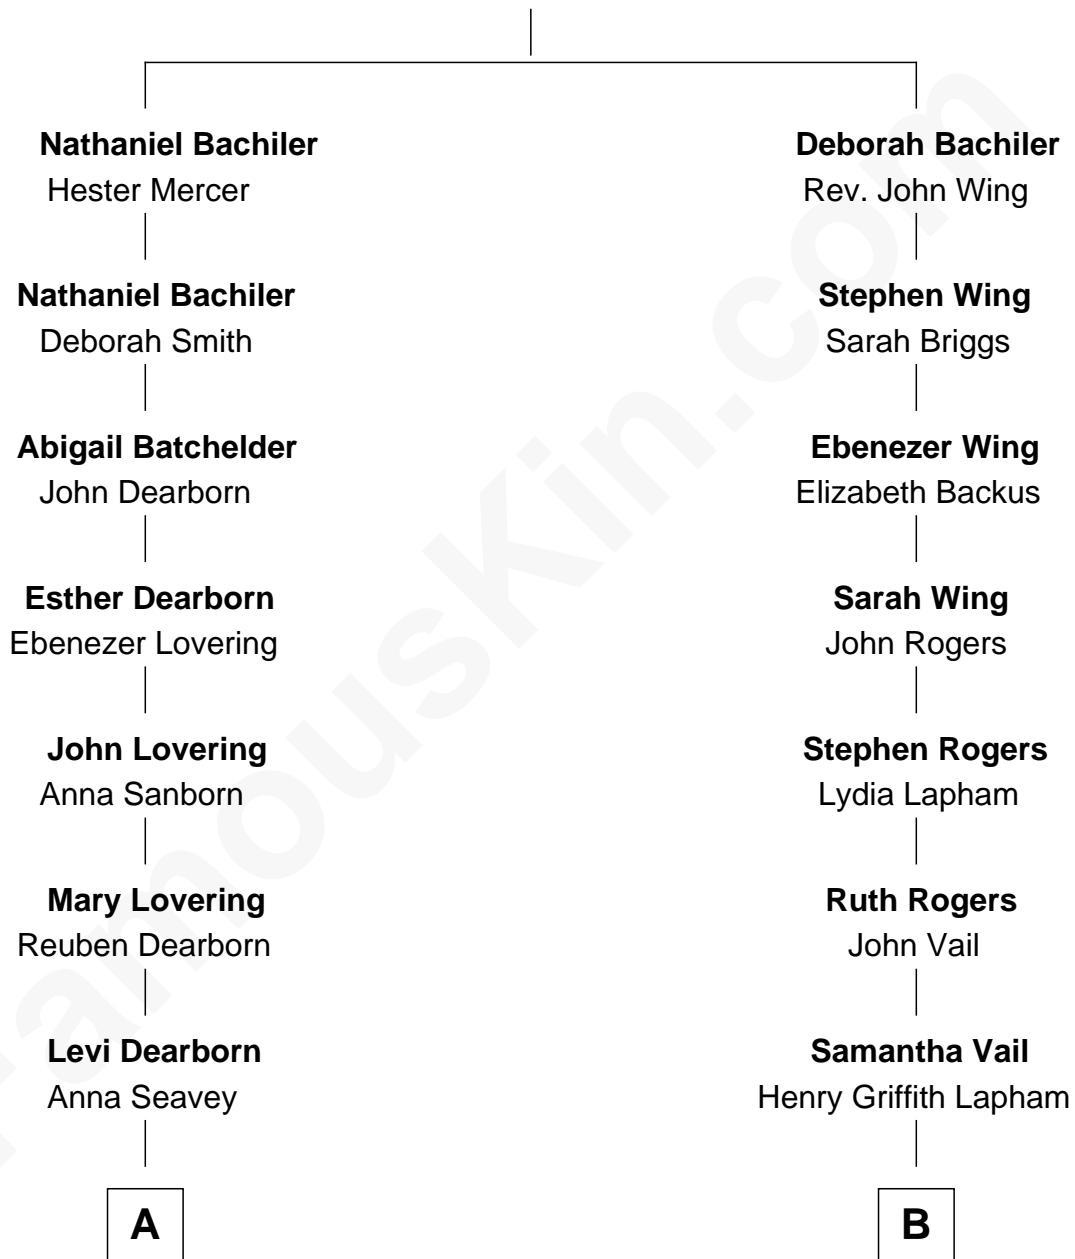 Nathaniel Bachiler
Hester Mercer
Nathaniel Bachiler
Deborah Smith
Abigail Batchelder
John Dearborn
Esther Dearborn
Ebenezer Lovering
John Lovering
Anna Sanborn
Mary Lovering
Reuben Dearborn
Levi Dearborn
Anna Seavey
A
Deborah Bachiler
Rev. John Wing
Stephen Wing
Sarah Briggs
Ebenezer Wing
Elizabeth Backus
Sarah Wing
John Rogers
Stephen Rogers
Lydia Lapham
Ruth Rogers
John Vail
Samantha Vail
Henry Griffith Lapham
B
FamousKin.com